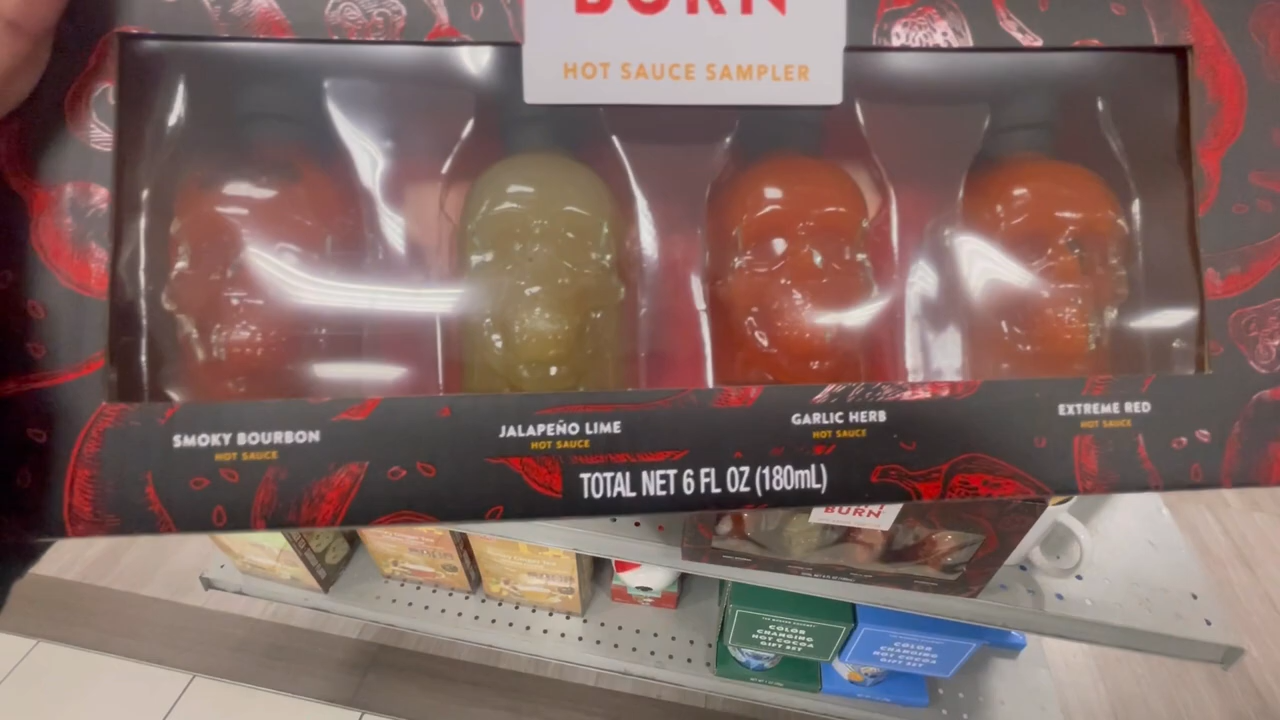 BURN
HOT SAUCE SAMPLER
SMOKY BOURBON
HOT SAUCE
JALAPEÑO LIME
HOT SAUCE
GARLIC HERB
HOT SAUCE
EXTREME RED
HOT SAUCE
TOTAL NET 6 FL OZ (180mL)
BURN
COLOR
CHANGING
HOT COCOA
GIFT SET
COLOR
CHANGING
HOT COCOA
GIFT SET